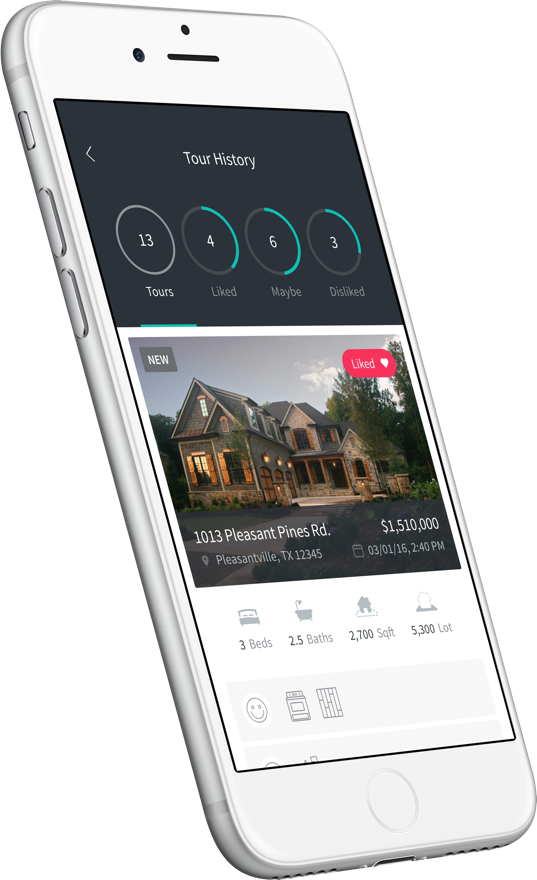 Tour History
13 4 6 3
Tours Liked Maybe Disliked
NEW
Liked
1013 Pleasant Pines Rd. $1,510,000
Pleasantville, TX 12345 03/01/16, 2:40 PM
3 Beds 2.5 Baths 2,700 Sqft 5,300 Lot